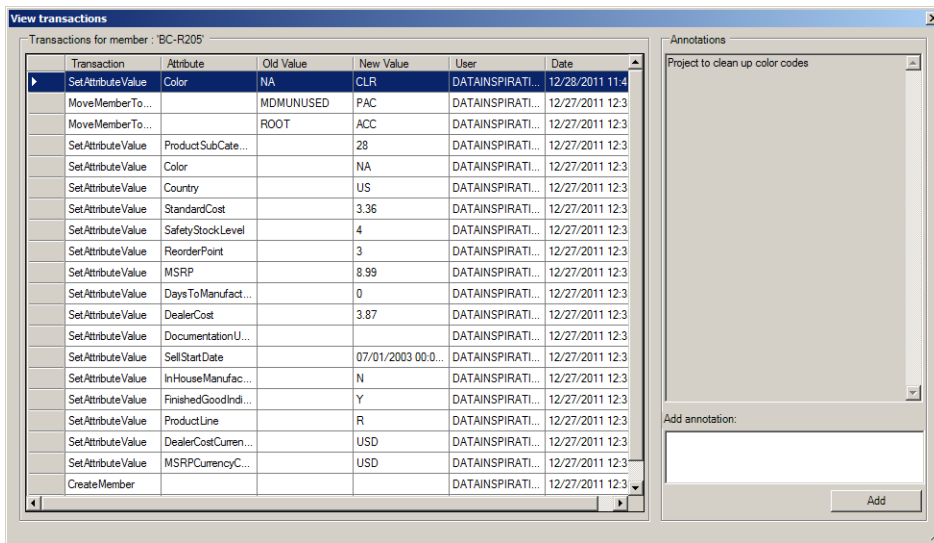 View transactions
Transactions for member : 'BC-R205'
Transaction Attribute Old Value New Value User Date
SetAttributeValue Color NA CLR DATAINSPIRATI... 12/28/2011 11:4
MoveMemberTo... MDMUNUSED PAC DATAINSPIRATI... 12/27/2011 12:3
MoveMemberTo... ROOT ACC DATAINSPIRATI... 12/27/2011 12:3
SetAttributeValue ProductSubCate... 28 DATAINSPIRATI... 12/27/2011 12:3
SetAttributeValue Color NA DATAINSPIRATI... 12/27/2011 12:3
SetAttributeValue Country US DATAINSPIRATI... 12/27/2011 12:3
SetAttributeValue StandardCost 3.36 DATAINSPIRATI... 12/27/2011 12:3
SetAttributeValue SafetyStockLevel 4 DATAINSPIRATI... 12/27/2011 12:3
SetAttributeValue ReorderPoint 3 DATAINSPIRATI... 12/27/2011 12:3
SetAttributeValue MSRP 8.99 DATAINSPIRATI... 12/27/2011 12:3
SetAttributeValue DaysToManufact... 0 DATAINSPIRATI... 12/27/2011 12:3
SetAttributeValue DealerCost 3.87 DATAINSPIRATI... 12/27/2011 12:3
SetAttributeValue DocumentationU... DATAINSPIRATI... 12/27/2011 12:3
SetAttributeValue SellStartDate 07/01/2003 00:0... DATAINSPIRATI... 12/27/2011 12:3
SetAttributeValue InHouseManufac... N DATAINSPIRATI... 12/27/2011 12:3
SetAttributeValue FinishedGoodIndi... Y DATAINSPIRATI... 12/27/2011 12:3
SetAttributeValue ProductLine R DATAINSPIRATI... 12/27/2011 12:3
SetAttributeValue DealerCostCurren... USD DATAINSPIRATI... 12/27/2011 12:3
SetAttributeValue MSRPCurrencyC... USD DATAINSPIRATI... 12/27/2011 12:3
CreateMember DATAINSPIRATI... 12/27/2011 12:3
Annotations
Project to clean up color codes
Add annotation:
Add